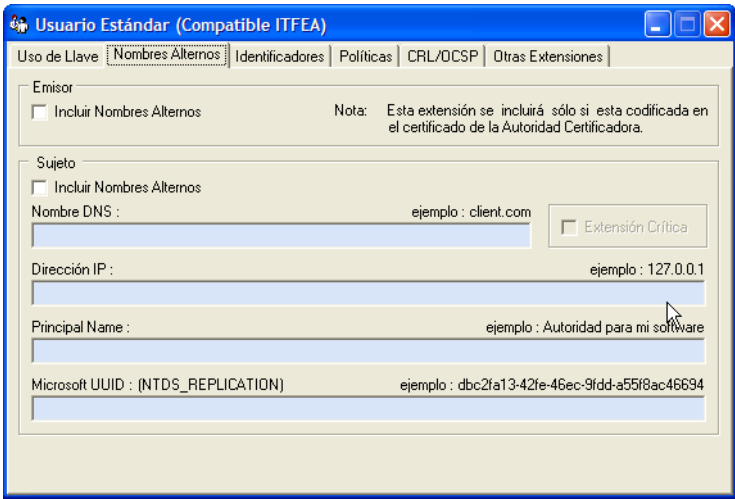 Usuario Estándar (Compatible ITFEA)
Uso de Llave Nombres Alternos Identificadores Políticas CRL/OCSP Otras Extensiones
Emisor
Incluir Nombres Alternos
Nota: Esta extensión se incluirá sólo si esta codificada en
el certificado de la Autoridad Certificadora.
Sujeto
Incluir Nombres Alternos
Nombre DNS : ejemplo : client.com
Extensión Crítica
Dirección IP : ejemplo : 127.0.0.1
Principal Name : ejemplo : Autoridad para mi software
Microsoft UUID : (NTDS_REPLICATION) ejemplo : dbc2fa13-42fe-46ec-9fdd-a55f8ac46694